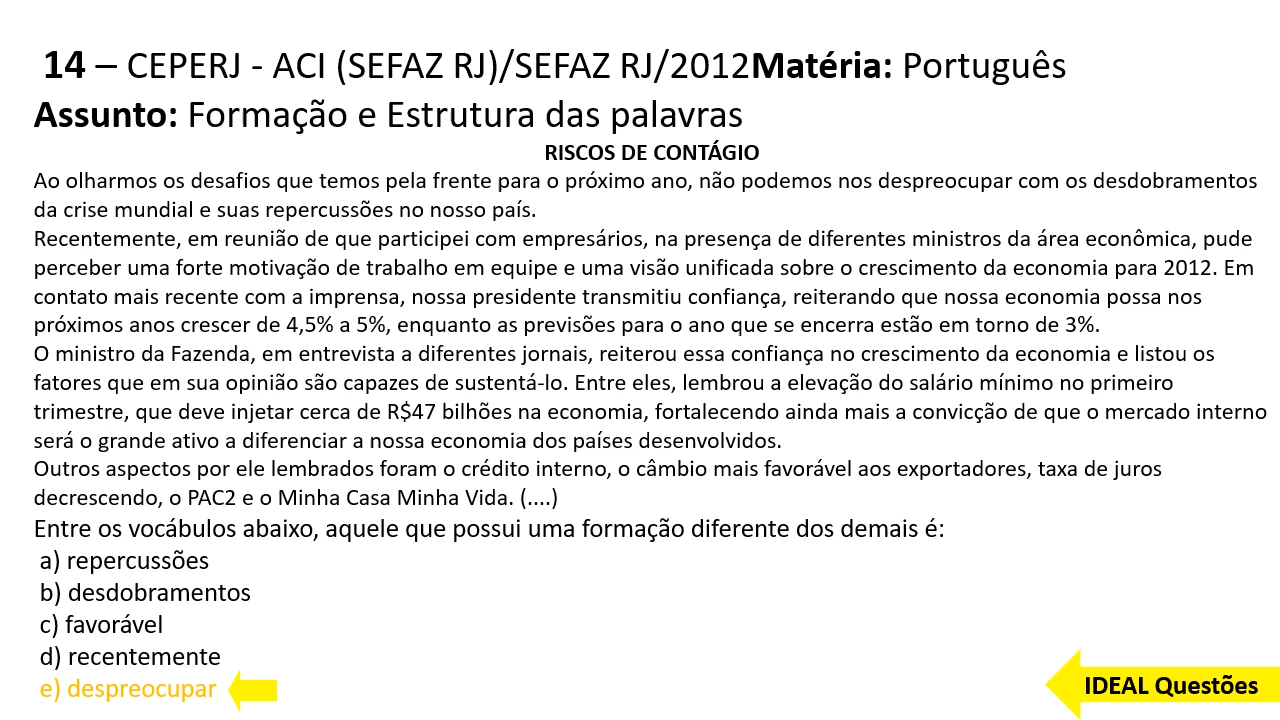 14 – CEPERJ - ACI (SEFAZ RJ)/SEFAZ RJ/2012Matéria: Português
Assunto: Formação e Estrutura das palavras
RISCOS DE CONTÁGIO
Ao olharmos os desafios que temos pela frente para o próximo ano, não podemos nos despreocupar com os desdobramentos
da crise mundial e suas repercussões no nosso país.
Recentemente, em reunião de que participei com empresários, na presença de diferentes ministros da área econômica, pude
perceber uma forte motivação de trabalho em equipe e uma visão unificada sobre o crescimento da economia para 2012. Em
contato mais recente com a imprensa, nossa presidente transmitiu confiança, reiterando que nossa economia possa nos
próximos anos crescer de 4,5% a 5%, enquanto as previsões para o ano que se encerra estão em torno de 3%.
O ministro da Fazenda, em entrevista a diferentes jornais, reiterou essa confiança no crescimento da economia e listou os
fatores que em sua opinião são capazes de sustentá-lo. Entre eles, lembrou a elevação do salário mínimo no primeiro
trimestre, que deve injetar cerca de R$47 bilhões na economia, fortalecendo ainda mais a convicção de que o mercado interno
será o grande ativo a diferenciar a nossa economia dos países desenvolvidos.
Outros aspectos por ele lembrados foram o crédito interno, o câmbio mais favorável aos exportadores, taxa de juros
decrescendo, o PAC2 e o Minha Casa Minha Vida. (....)
Entre os vocábulos abaixo, aquele que possui uma formação diferente dos demais é:
a) repercussões
b) desdobramentos
c) favorável
d) recentemente
e) despreocupar
IDEAL Questões